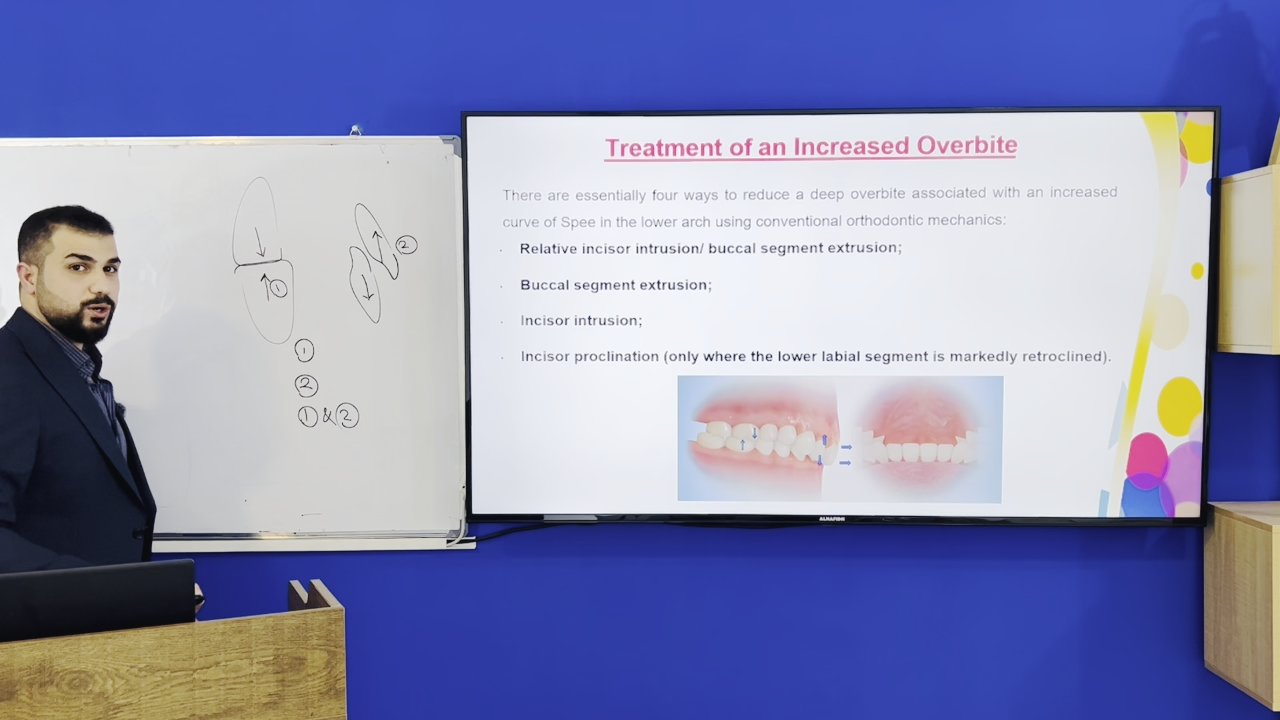 ①
②
①
②
① & ②
Treatment of an Increased Overbite
There are essentially four ways to reduce a deep overbite associated with an increased
curve of Spee in the lower arch using conventional orthodontic mechanics:
· Relative incisor intrusion/ buccal segment extrusion;
· Buccal segment extrusion;
· Incisor intrusion;
· Incisor proclination (only where the lower labial segment is markedly retroclined).
ALHAFIDH